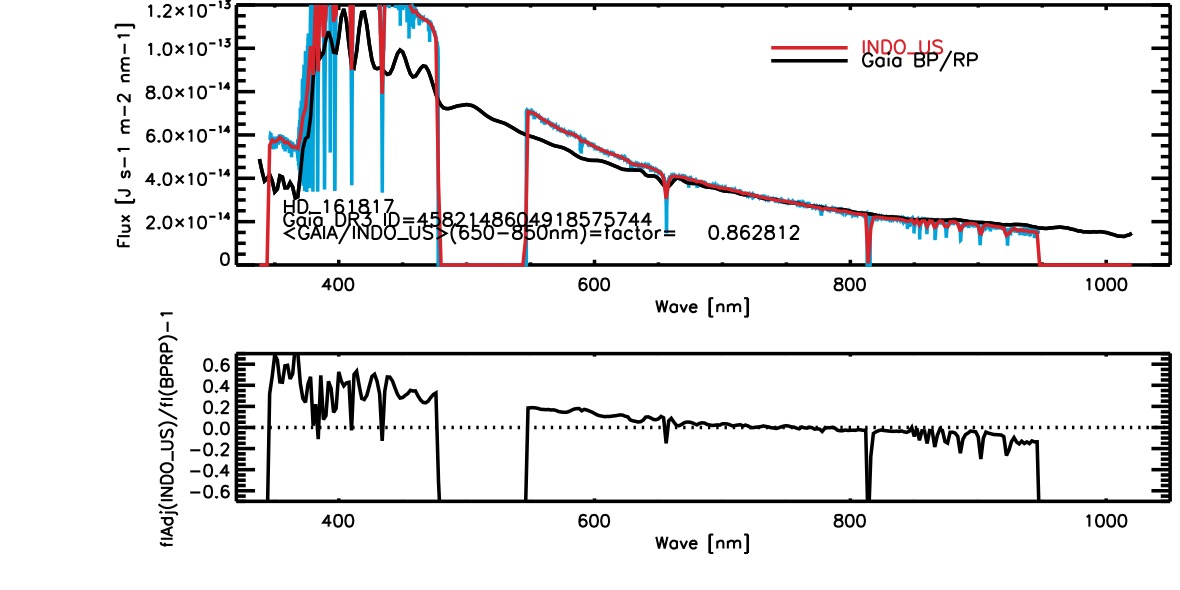 1.2×10−13
1.0×10−13
8.0×10−14
6.0×10−14
4.0×10−14
2.0×10−14
0
Flux [J s−1 m−2 nm−1]
INDO_US
Gaia BP/RP
HD_161817
Gaia DR3 ID=4582148604918575744
<GAIA/INDO_US>(650−850nm)=factor= 0.862812
400 600 800 1000
Wave [nm]
flAdj(INDO_US)/fl(BPRP)−1
0.6
0.4
0.2
0.0
−0.2
−0.4
−0.6
400 600 800 1000
Wave [nm]